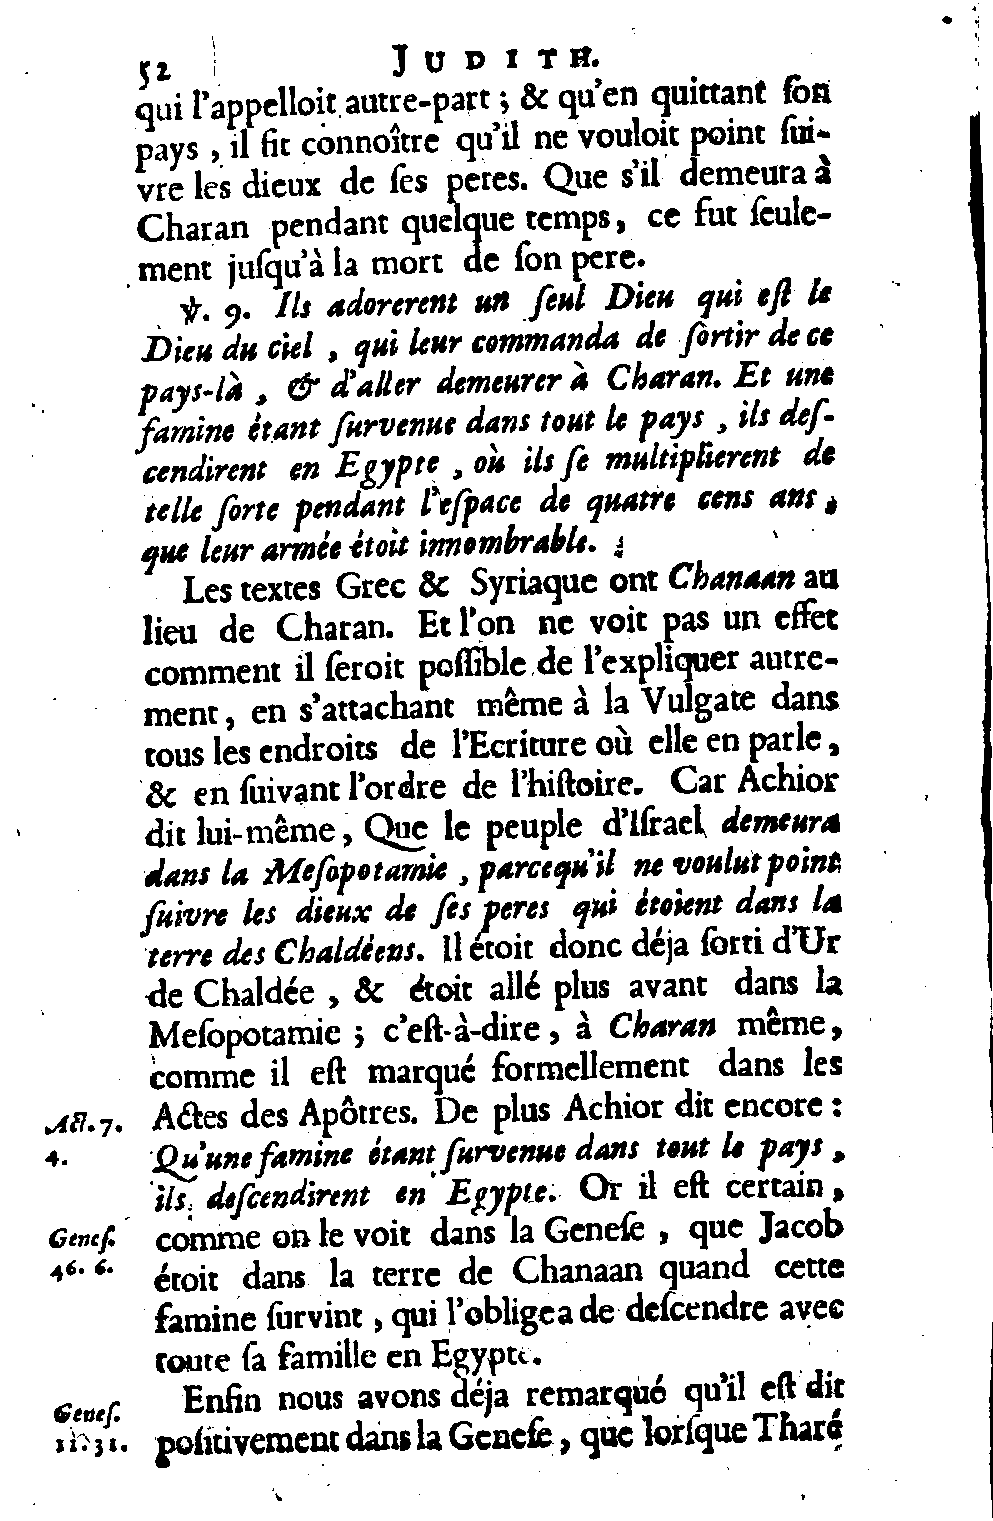 52 JUDITH.
qui l'appelloit autre-part ; & qu'en quittant ſon
pays , il fit connoître qu'il ne vouloit point ſui-
vre les dieux de ſes peres. Que s'il demeura à
Charan pendant quelque temps, ce fut ſeule-
ment juſqu'à la mort de ſon pere.
℣. 9. Ils adorerent un ſeul Dieu qui eſt le
Dieu du ciel , qui leur commanda de ſortir de ce
pays-là , & d'aller demeurer à Charan. Et une
famine étant ſurvenue dans tout le pays , ils deſ-
cendirent en Egypte , où ils ſe multiplierent de
telle ſorte pendant l'eſpace de quatre cens ans ,
que leur armée étoit innombrable.
Les textes Grec & Syriaque ont Chanaan au
lieu de Charan. Et l'on ne voit pas un effet
comment il ſeroit poſſible de l'expliquer autre-
ment, en s'attachant même à la Vulgate dans
tous les endroits de l'Ecriture où elle en parle,
& en ſuivant l'ordre de l'hiſtoire. Car Achior
dit lui-même, Que le peuple d'Iſrael demeura
dans la Meſopotamie , parcequ'il ne voulut point
ſuivre les dieux de ſes peres qui étoient dans la
terre des Chaldéens. Il étoit donc déja ſorti d'Ur
de Chaldée , & étoit allé plus avant dans la
Meſopotamie ; c'eſt-à-dire, à Charan même,
comme il eſt marqué formellement dans les
Act. 7. Actes des Apôtres. De plus Achior dit encore :
4. Qu'une famine étant ſurvenue dans tout le pays ,
ils deſcendirent en Egypte. Or il eſt certain,
Geneſ. comme on le voit dans la Geneſe , que Jacob
46. 6. étoit dans la terre de Chanaan quand cette
famine ſurvint , qui l'obligea de deſcendre avec
toute ſa famille en Egypte.
Enfin nous avons déja remarqué qu'il eſt dit
Geneſ.
11. 31. poſitivement dans la Geneſe, que lorſque Tharé